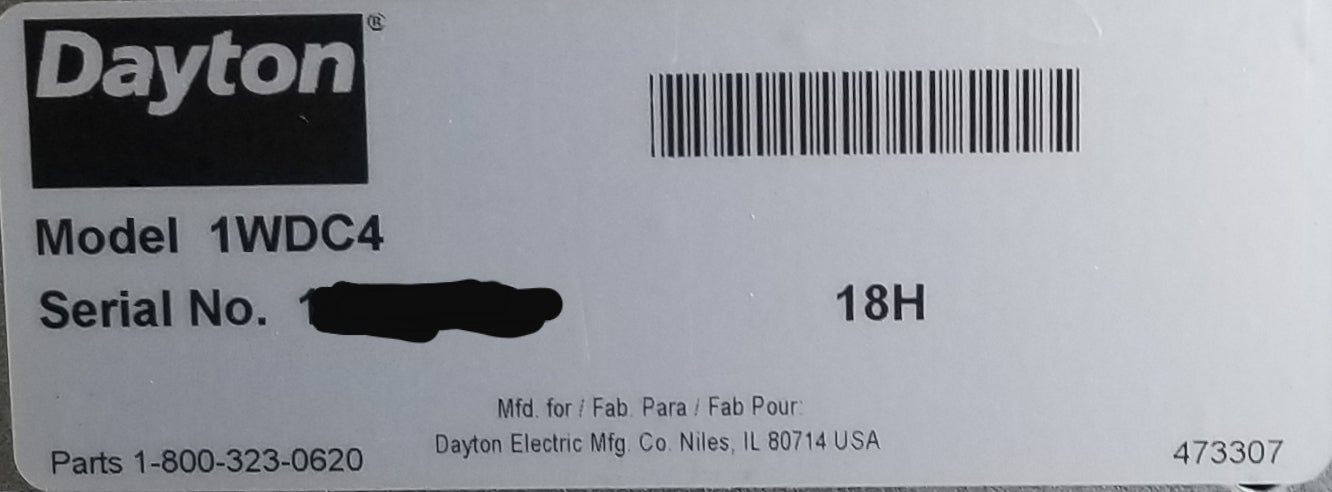 Dayton®
Model 1WDC4
Serial No. 1
18H
Mfd. for / Fab. Para / Fab Pour:
Dayton Electric Mfg. Co. Niles, IL 80714 USA
Parts 1-800-323-0620
473307